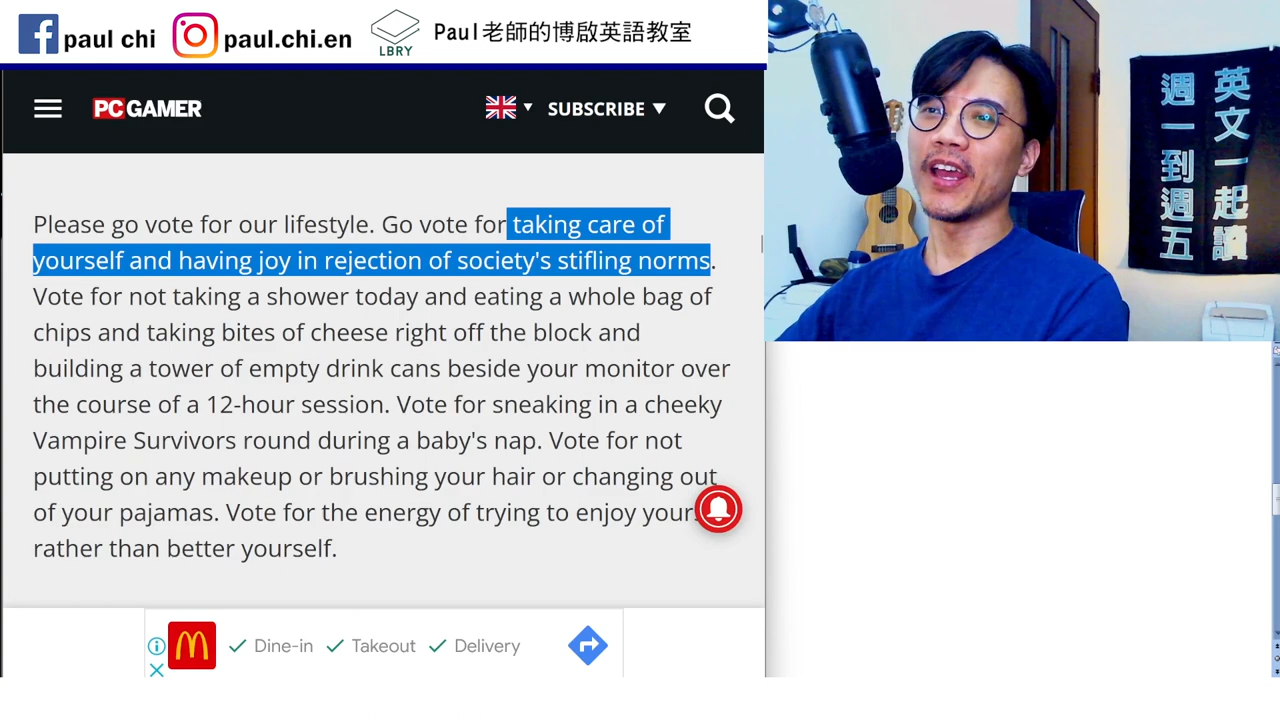 paul chi
paul.chi.en
LBRY
Paul老師的博啟英語教室
PC GAMER
SUBSCRIBE
Please go vote for our lifestyle. Go vote for taking care of
yourself and having joy in rejection of society's stifling norms.
Vote for not taking a shower today and eating a whole bag of
chips and taking bites of cheese right off the block and
building a tower of empty drink cans beside your monitor over
the course of a 12-hour session. Vote for sneaking in a cheeky
Vampire Survivors round during a baby's nap. Vote for not
putting on any makeup or brushing your hair or changing out
of your pajamas. Vote for the energy of trying to enjoy your
rather than better yourself.
Dine-in
Takeout
Delivery
英文一起讀
週一到週五